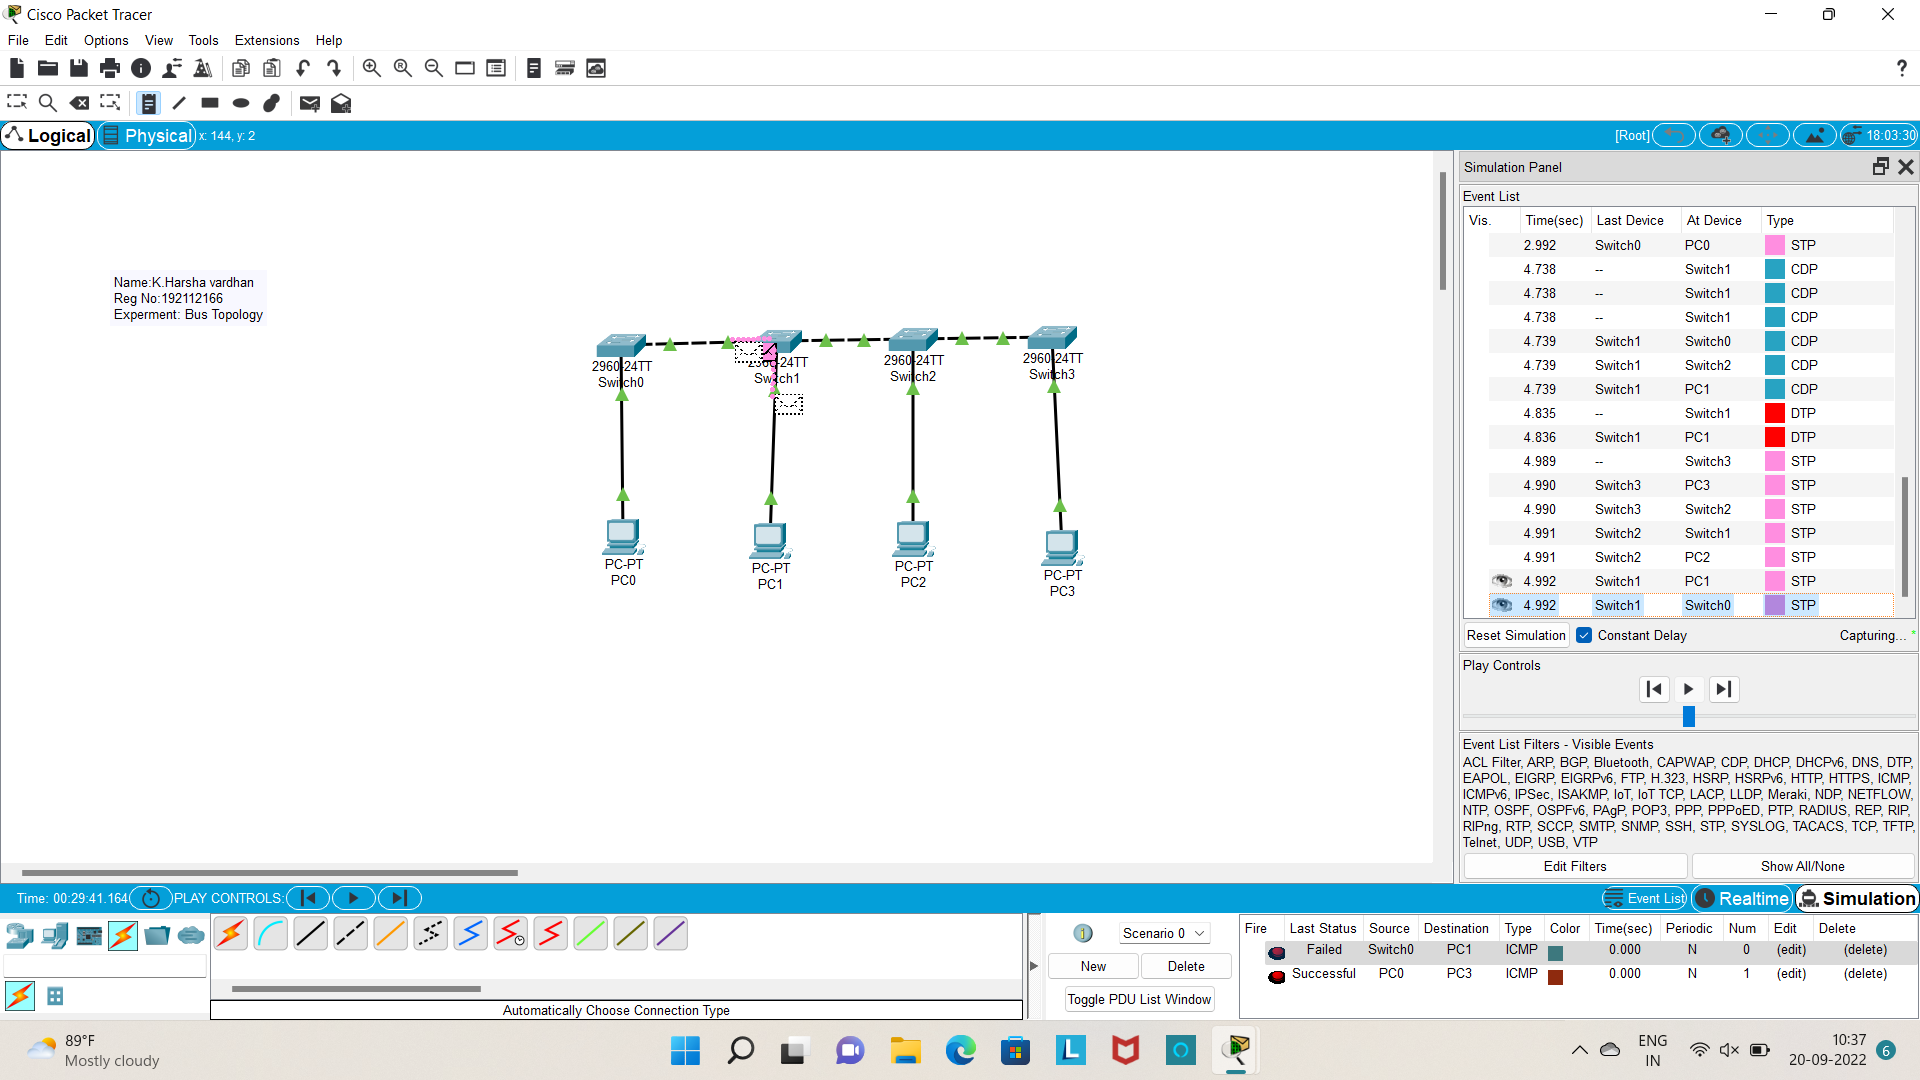 Cisco Packet Tracer
File Edit Options View Tools Extensions Help
Logical Physical x: 144, y: 2 [Root] 18:03:30
Name:K.Harsha vardhan
Reg No:192112166
Experment: Bus Topology
2960-24TT
Switch0
2960-24TT
Switch1
2960-24TT
Switch2
2960-24TT
Switch3
PC-PT
PC0
PC-PT
PC1
PC-PT
PC2
PC-PT
PC3
Simulation Panel
Event List
Vis. Time(sec) Last Device At Device Type
2.992 Switch0 PC0 STP
4.738 -- Switch1 CDP
4.738 -- Switch1 CDP
4.738 -- Switch1 CDP
4.739 Switch1 Switch0 CDP
4.739 Switch1 Switch2 CDP
4.739 Switch1 PC1 CDP
4.835 -- Switch1 DTP
4.836 Switch1 PC1 DTP
4.989 -- Switch3 STP
4.990 Switch3 PC3 STP
4.990 Switch3 Switch2 STP
4.991 Switch2 Switch1 STP
4.991 Switch2 PC2 STP
4.992 Switch1 PC1 STP
4.992 Switch1 Switch0 STP
Reset Simulation Constant Delay Capturing... *
Play Controls
Event List Filters - Visible Events
ACL Filter, ARP, BGP, Bluetooth, CAPWAP, CDP, DHCP, DHCPv6, DNS, DTP,
EAPOL, EIGRP, EIGRPv6, FTP, H.323, HSRP, HSRPv6, HTTP, HTTPS, ICMP,
ICMPv6, IPSec, ISAKMP, IoT, IoT TCP, LACP, LLDP, Meraki, NDP, NETFLOW,
NTP, OSPF, OSPFv6, PAgP, POP3, PPP, PPPoED, PTP, RADIUS, REP, RIP,
RIPng, RTP, SCCP, SMTP, SNMP, SSH, STP, SYSLOG, TACACS, TCP, TFTP,
Telnet, UDP, USB, VTP
Edit Filters Show All/None
Time: 00:29:41.164 PLAY CONTROLS: Event List Realtime Simulation
Automatically Choose Connection Type
1 Scenario 0
New Delete
Toggle PDU List Window
Fire Last Status Source Destination Type Color Time(sec) Periodic Num Edit Delete
Failed Switch0 PC1 ICMP 0.000 N 0 (edit) (delete)
Successful PC0 PC3 ICMP 0.000 N 1 (edit) (delete)
89°F
Mostly cloudy
ENG
IN
10:37
20-09-2022
6